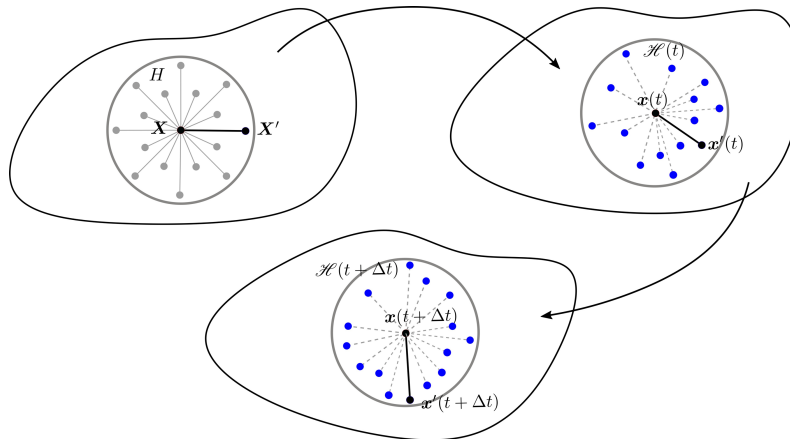 H
X
X′
ℋ(t)
x(t)
x′(t)
ℋ(t + Δt)
x(t + Δt)
x′(t + Δt)